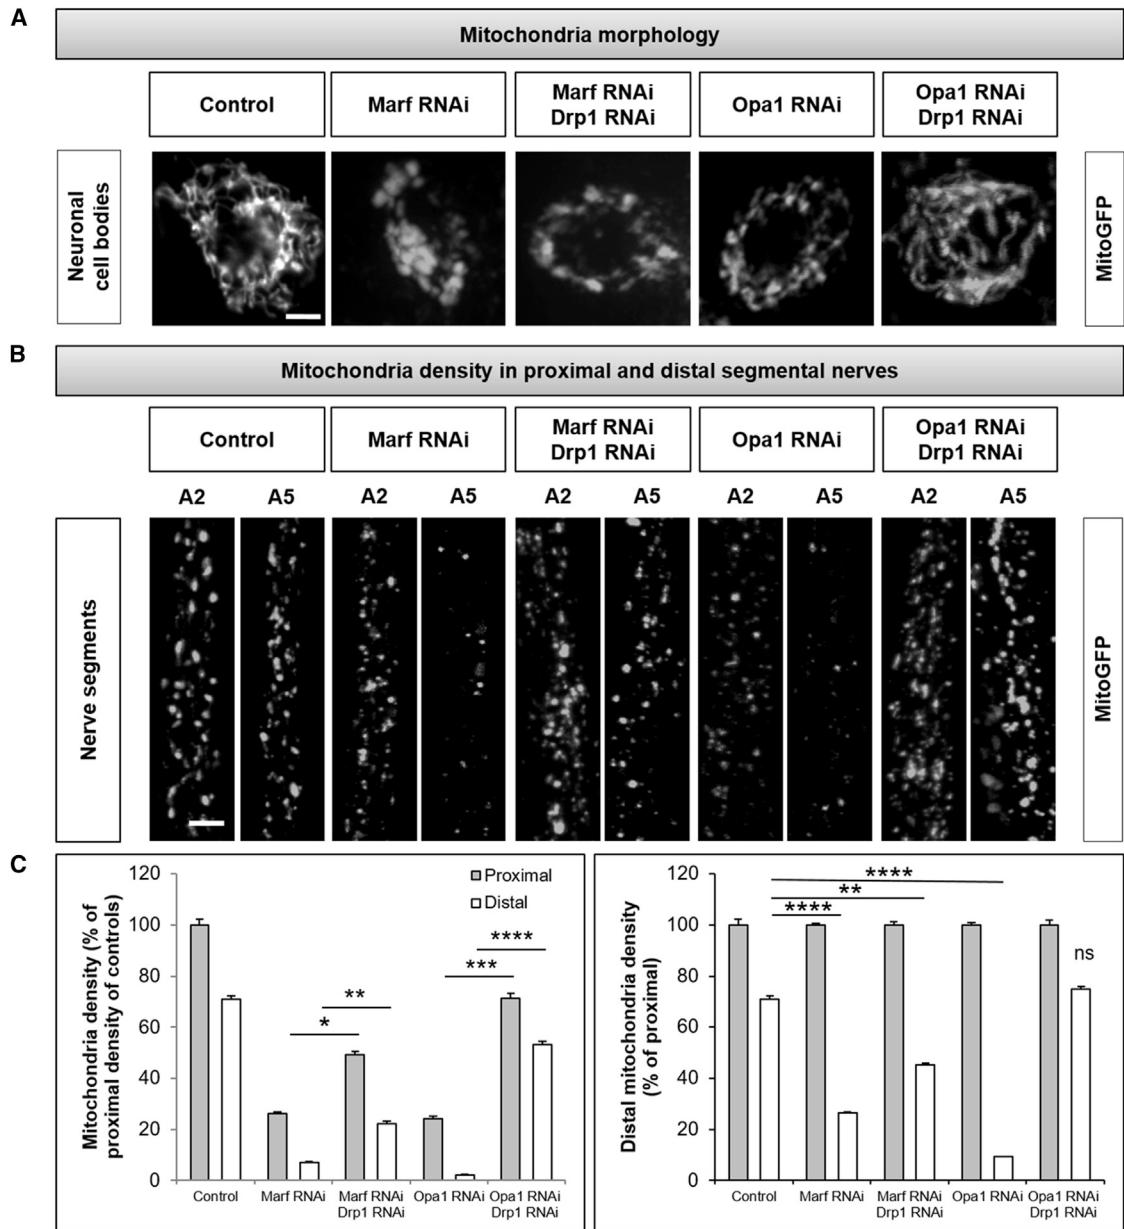 A
Mitochondria morphology
Control
Marf RNAi
Marf RNAi
Drp1 RNAi
Opa1 RNAi
Opa1 RNAi
Drp1 RNAi
Neuronal
cell bodies
MitoGFP
B
Mitochondria density in proximal and distal segmental nerves
Control
Marf RNAi
Marf RNAi
Drp1 RNAi
Opa1 RNAi
Opa1 RNAi
Drp1 RNAi
A2 A5 A2 A5 A2 A5 A2 A5 A2 A5
Nerve segments
MitoGFP
C
Mitochondria density (% of
proximal density of controls)
120
100
80
60
40
20
0
Proximal
Distal
*
**
***
****
Control
Marf RNAi
Marf RNAi
Drp1 RNAi
Opa1 RNAi
Opa1 RNAi
Drp1 RNAi
Distal mitochondria density
(% of proximal)
120
100
80
60
40
20
0
****
**
****
ns
Control
Marf RNAi
Marf RNAi
Drp1 RNAi
Opa1 RNAi
Opa1 RNAi
Drp1 RNAi